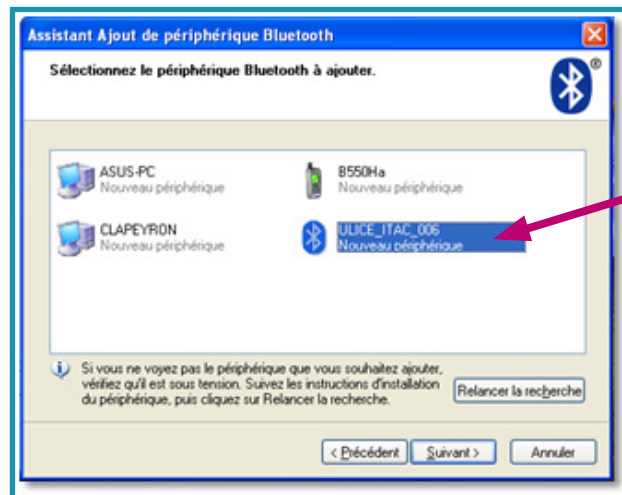 Assistant Ajout de périphérique Bluetooth
Sélectionnez le périphérique Bluetooth à ajouter.
®
ASUS-PC
Nouveau périphérique
B550Ha
Nouveau périphérique
CLAPEYRON
Nouveau périphérique
ULICE_ITAC_006
Nouveau périphérique
Si vous ne voyez pas le périphérique que vous souhaitez ajouter,
vérifiez qu'il est sous tension. Suivez les instructions d'installation
du périphérique, puis cliquez sur Relancer la recherche.
Relancer la recherche
< Précédent
Suivant >
Annuler